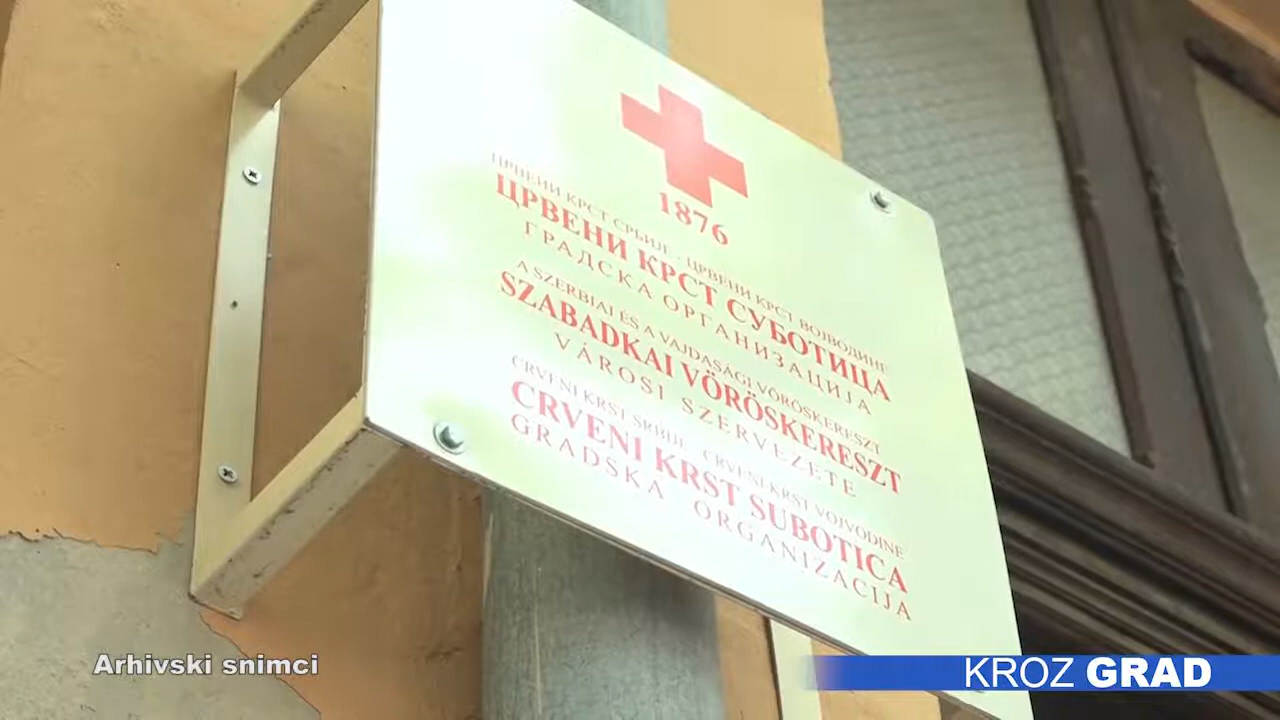 1876
ЦРВЕНИ КРСТ СРБИЈЕ - ЦРВЕНИ КРСТ ВОЈВОДИНЕ
ЦРВЕНИ КРСТ СУБОТИЦА
ГРАДСКА ОРГАНИЗАЦИЈА
A SZERBIAI ÉS A VAJDASÁGI VÖRÖSKERESZT
SZABADKAI VÖRÖSKERESZT
VÁROSI SZERVEZETE
CRVENI KRST SRBIJE - CRVENI KRST VOJVODINE
CRVENI KRST SUBOTICA
GRADSKA ORGANIZACIJA
Arhivski snimci
KROZ GRAD